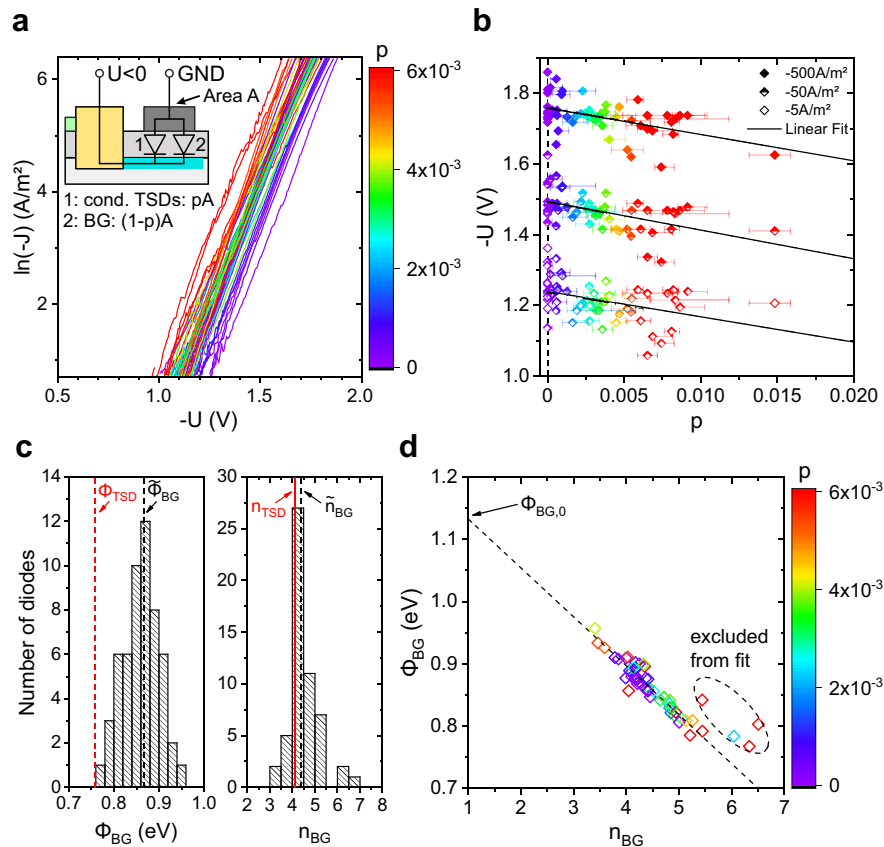 a
U<0 GND
Area A
1 2
1: cond. TSDs: pA
2: BG: (1-p)A
ln(-J) (A/m²)
6
4
2
0.5 1.0 1.5 2.0
-U (V)
p
6x10⁻³
4x10⁻³
2x10⁻³
0
b
-500A/m²
-50A/m²
-5A/m²
Linear Fit
-U (V)
1.8
1.6
1.4
1.2
1.0
0 0.005 0.010 0.015 0.020
p
c
Number of diodes
14
12
10
8
6
4
2
0
Φ_TSD Φ̃_BG
0.7 0.8 0.9 1.0
Φ_BG (eV)
30
25
20
15
10
5
0
n_TSD ñ_BG
2 3 4 5 6 7 8
n_BG
d
Φ_BG (eV)
1.2
1.1
1.0
0.9
0.8
0.7
Φ_BG,0
excluded
from fit
1 2 3 4 5 6 7
n_BG
p
6x10⁻³
4x10⁻³
2x10⁻³
0